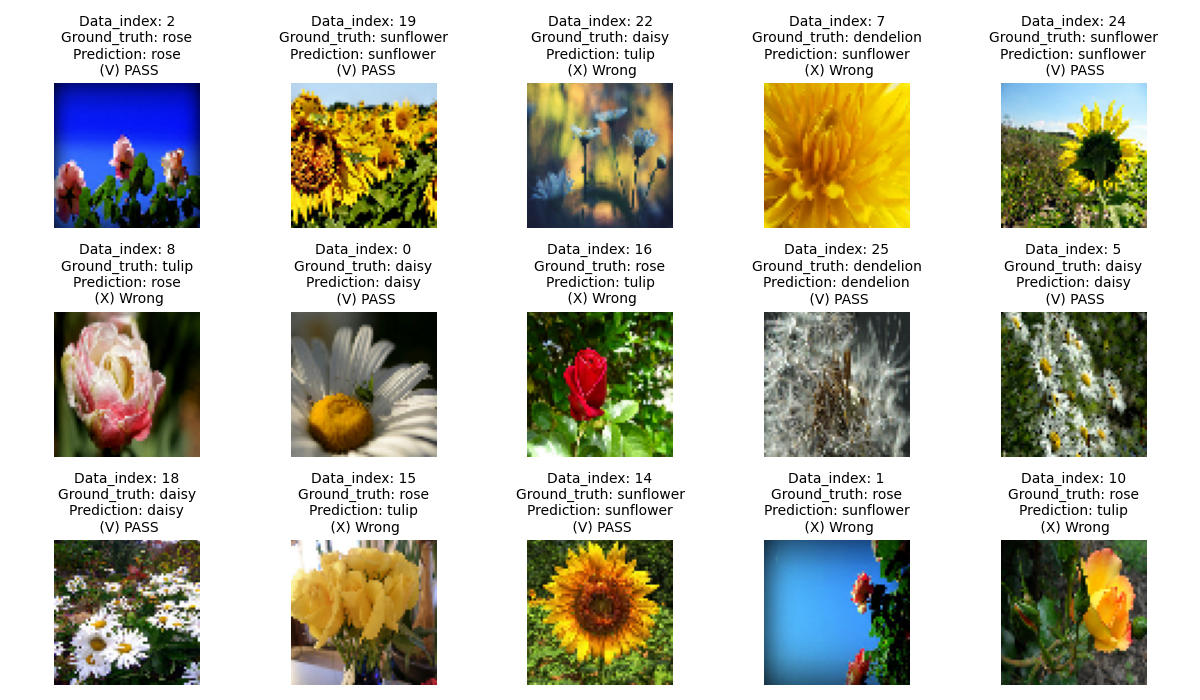 Data_index: 2
Ground_truth: rose
Prediction: rose
(V) PASS
Data_index: 19
Ground_truth: sunflower
Prediction: sunflower
(V) PASS
Data_index: 22
Ground_truth: daisy
Prediction: tulip
(X) Wrong
Data_index: 7
Ground_truth: dendelion
Prediction: sunflower
(X) Wrong
Data_index: 24
Ground_truth: sunflower
Prediction: sunflower
(V) PASS
Data_index: 8
Ground_truth: tulip
Prediction: rose
(X) Wrong
Data_index: 0
Ground_truth: daisy
Prediction: daisy
(V) PASS
Data_index: 16
Ground_truth: rose
Prediction: tulip
(X) Wrong
Data_index: 25
Ground_truth: dendelion
Prediction: dendelion
(V) PASS
Data_index: 5
Ground_truth: daisy
Prediction: daisy
(V) PASS
Data_index: 18
Ground_truth: daisy
Prediction: daisy
(V) PASS
Data_index: 15
Ground_truth: rose
Prediction: tulip
(X) Wrong
Data_index: 14
Ground_truth: sunflower
Prediction: sunflower
(V) PASS
Data_index: 1
Ground_truth: rose
Prediction: sunflower
(X) Wrong
Data_index: 10
Ground_truth: rose
Prediction: tulip
(X) Wrong